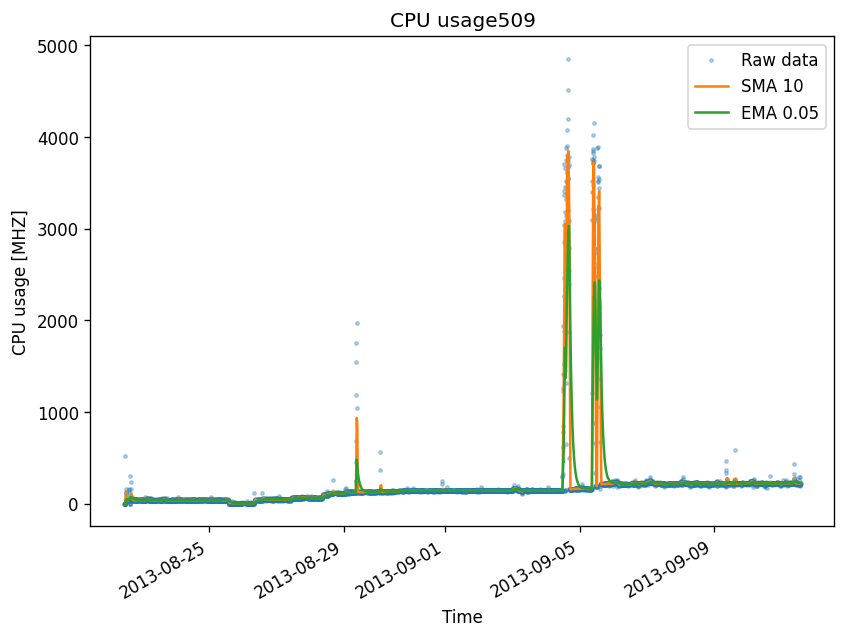 CPU usage509
5000
4000
3000
2000
1000
0
CPU usage [MHZ]
Raw data
SMA 10
EMA 0.05
2013-08-25
2013-08-29
2013-09-01
2013-09-05
2013-09-09
Time